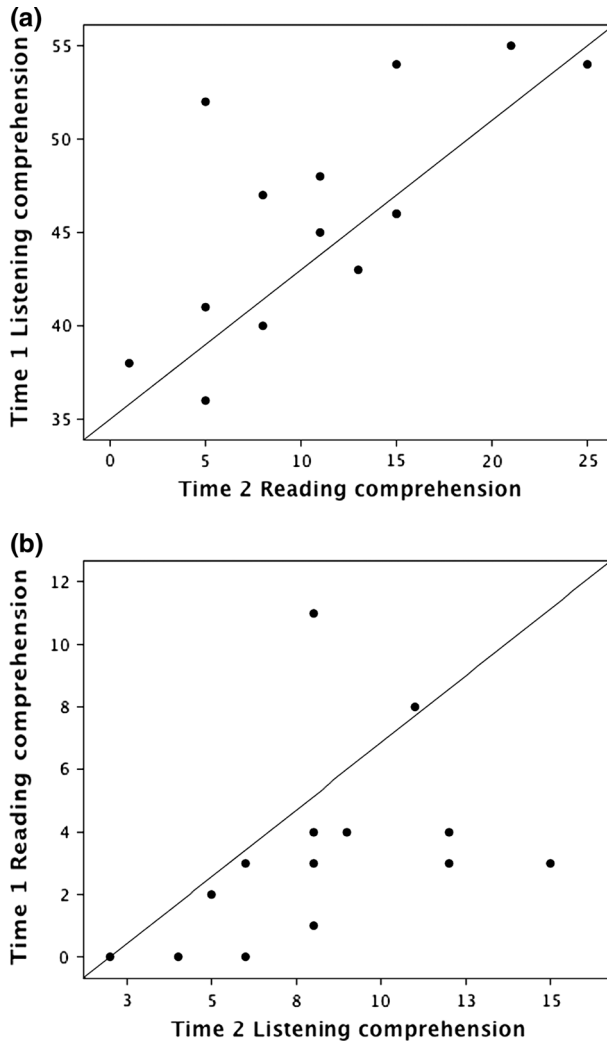 (a)
Time 1 Listening comprehension
55
50
45
40
35
0 5 10 15 20 25
Time 2 Reading comprehension
(b)
Time 1 Reading comprehension
12
10
8
6
4
2
0
3 5 8 10 13 15
Time 2 Listening comprehension